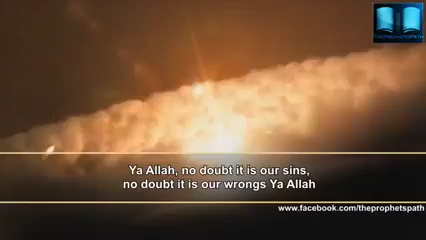 THEPROPHETSPATH
Ya Allah, no doubt it is our sins,
no doubt it is our wrongs Ya Allah
www.facebook.com/theprophetspath